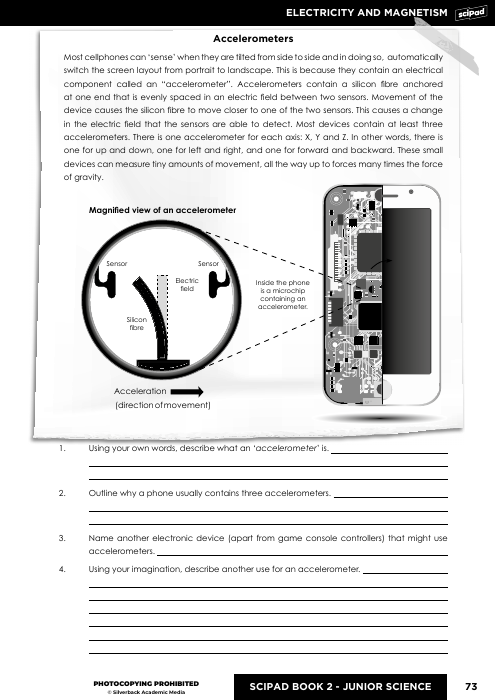 ELECTRICITY AND MAGNETISM
scipad
Accelerometers
Most cellphones can 'sense' when they are tilted from side to side and in doing so, automatically
switch the screen layout from portrait to landscape. This is because they contain an electrical
component called an "accelerometer". Accelerometers contain a silicon fibre anchored
at one end that is evenly spaced in an electric field between two sensors. Movement of the
device causes the silicon fibre to move closer to one of the two sensors. This causes a change
in the electric field that the sensors are able to detect. Most devices contain at least three
accelerometers. There is one accelerometer for each axis: X, Y and Z. In other words, there is
one for up and down, one for left and right, and one for forward and backward. These small
devices can measure tiny amounts of movement, all the way up to forces many times the force
of gravity.
Magnified view of an accelerometer
Sensor
Sensor
Electric
field
Silicon
fibre
Inside the phone
is a microchip
containing an
accelerometer.
Acceleration
(direction of movement)
1. Using your own words, describe what an 'accelerometer' is.
2. Outline why a phone usually contains three accelerometers.
3. Name another electronic device (apart from game console controllers) that might use
accelerometers.
4. Using your imagination, describe another use for an accelerometer.
PHOTOCOPYING PROHIBITED
© Silverback Academic Media
SCIPAD BOOK 2 - JUNIOR SCIENCE
73